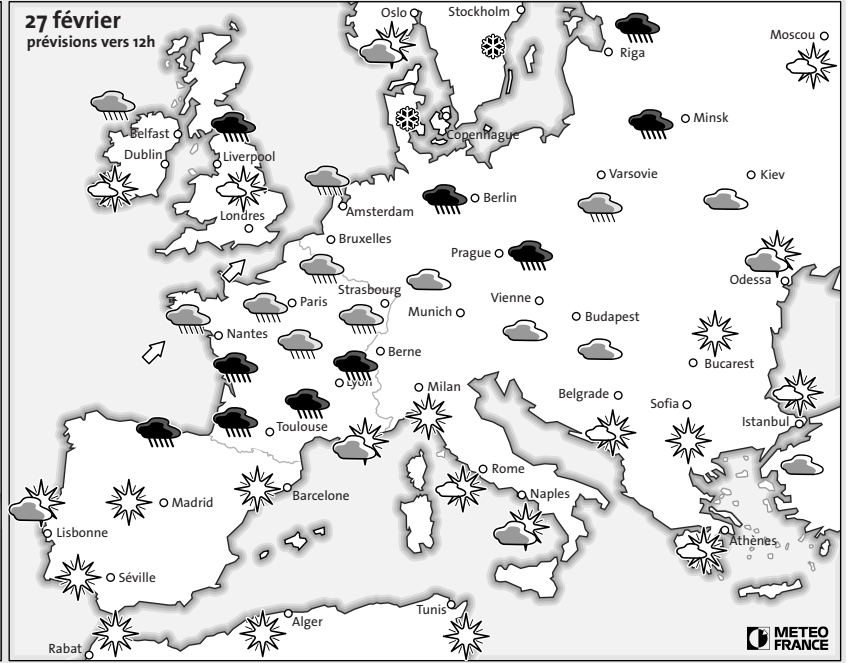 27 février
prévisions vers 12h
Oslo
Stockholm
Riga
Moscou
Minsk
Belfast
Dublin
Liverpool
Londres
Copenhague
Varsovie
Kiev
Amsterdam
Berlin
Bruxelles
Prague
Odessa
Strasbourg
Paris
Munich
Vienne
Budapest
Nantes
Berne
Bucarest
Lyon
Milan
Belgrade
Sofia
Istanbul
Toulouse
Rome
Naples
Madrid
Barcelone
Lisbonne
Athènes
Séville
Tunis
Alger
Rabat
METEO
FRANCE